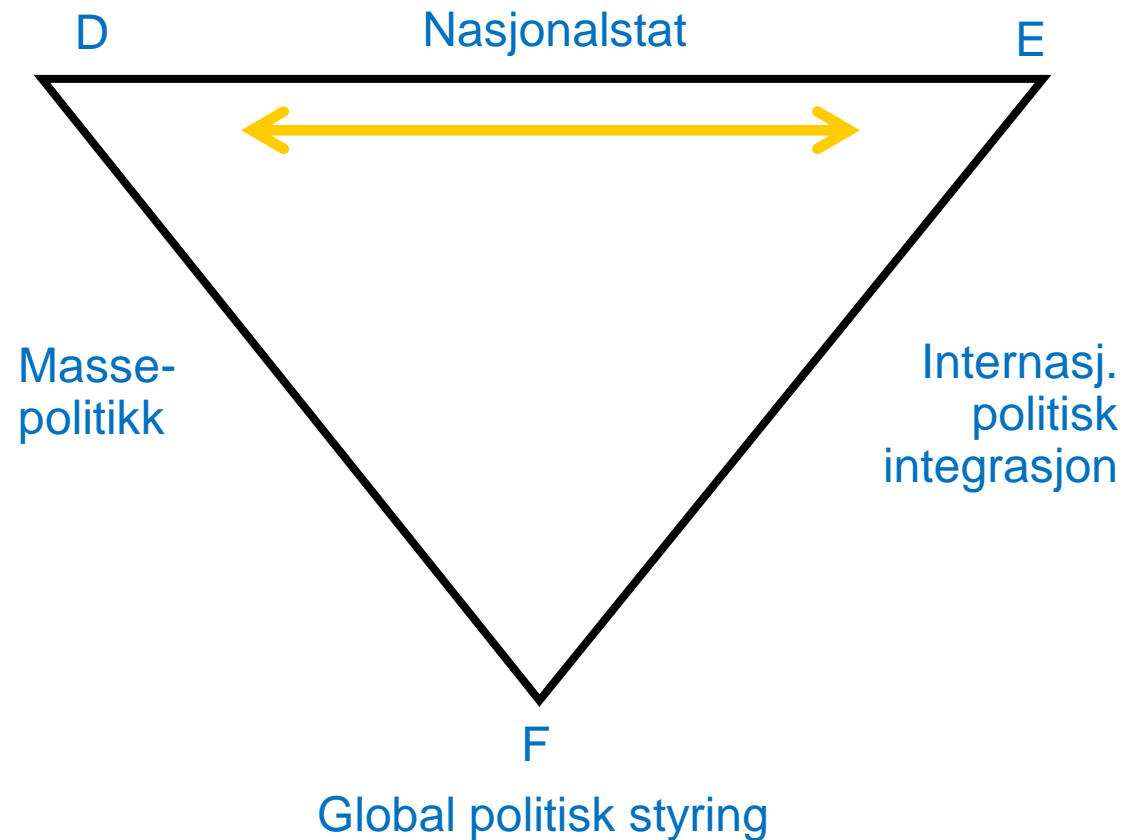 D
Nasjonalstat
E
Masse-
politikk
Internasj.
politisk
integrasjon
F
Global politisk styring